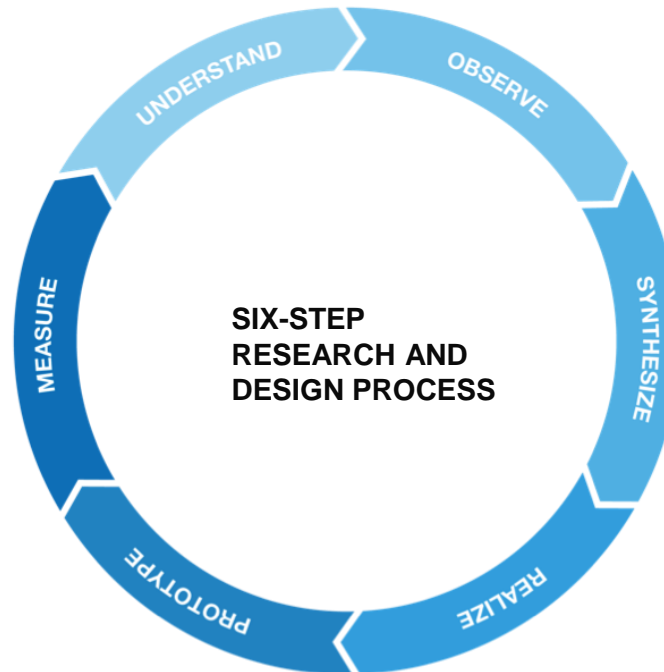 UNDERSTAND
OBSERVE
SYNTHESIZE
REALIZE
PROTOTYPE
MEASURE
SIX-STEP
RESEARCH AND
DESIGN PROCESS